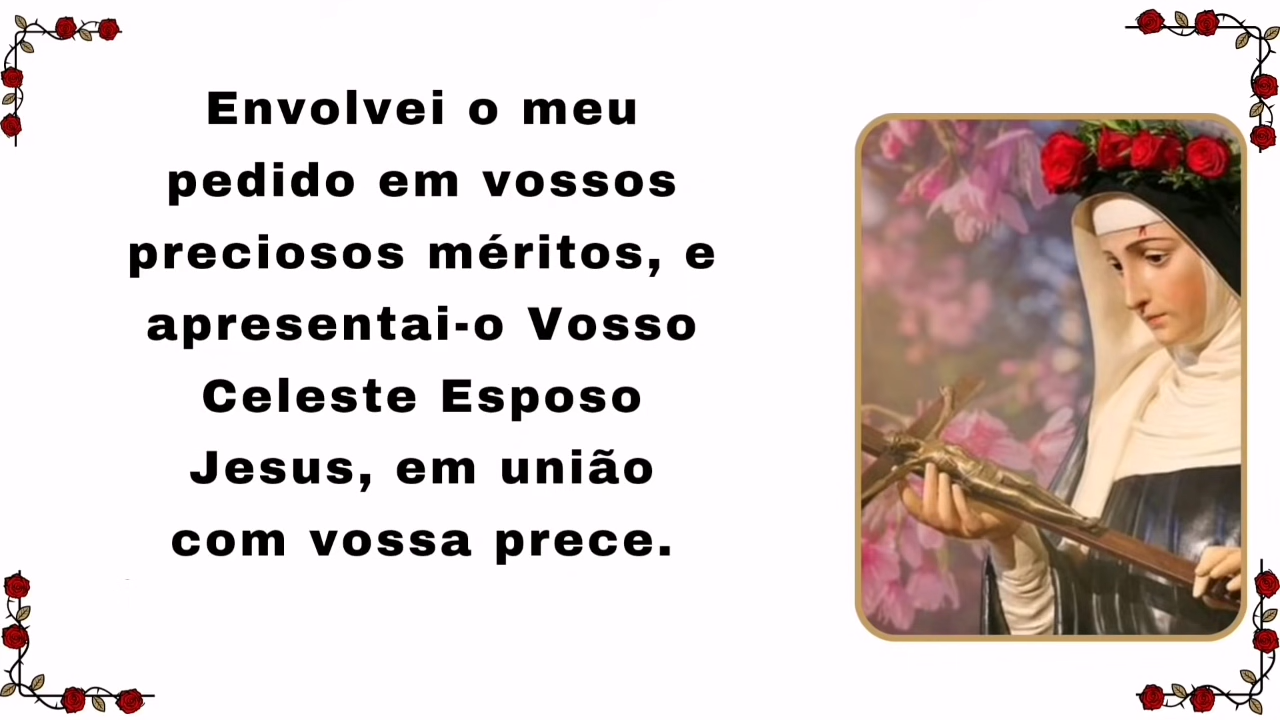 Envolvei o meu
pedido em vossos
preciosos méritos, e
apresentai-o Vosso
Celeste Esposo
Jesus, em união
com vossa prece.